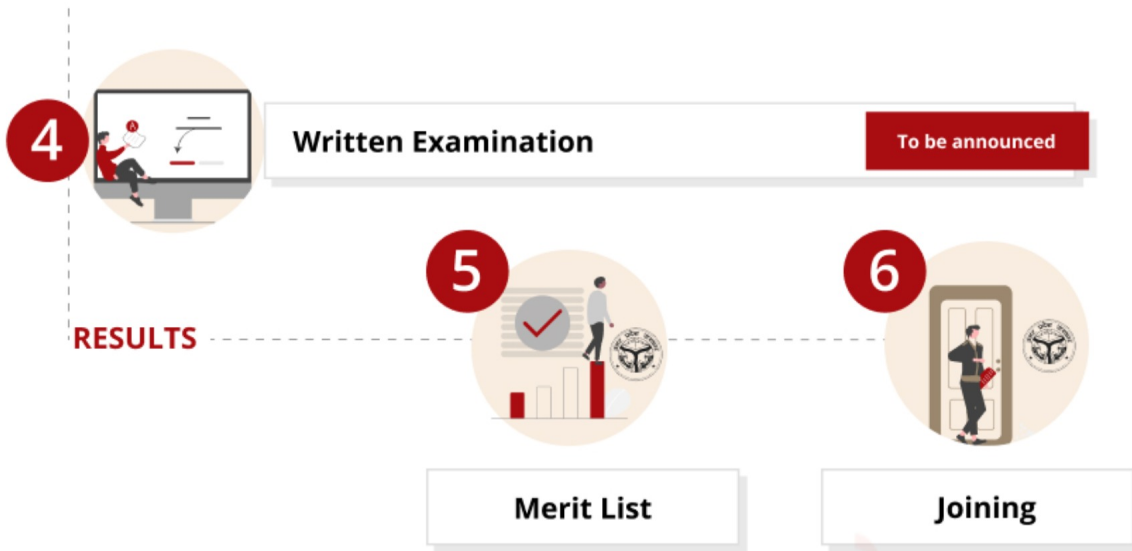 4
Written Examination
To be announced
5
6
RESULTS
Merit List
Joining